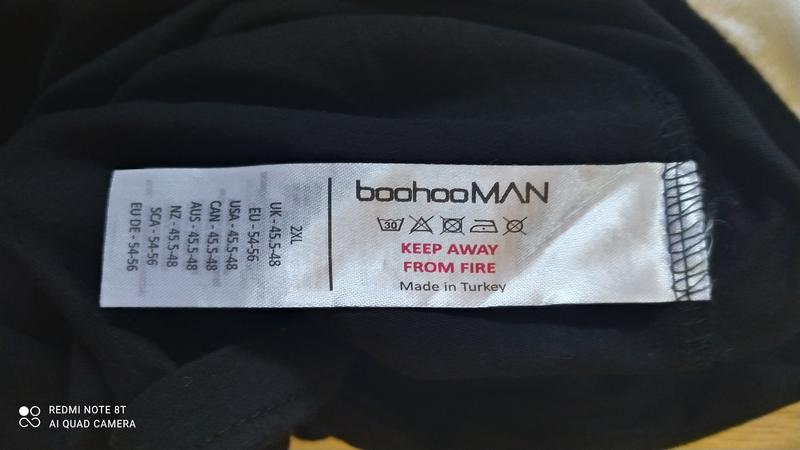 boohooMAN
30
KEEP AWAY
FROM FIRE
Made in Turkey
2XL
UK - 45.5-48
EU - 54-56
USA - 45.5-48
CAN - 45.5-48
AUS - 45.5-48
NZ - 45.5-48
SCA - 54-56
EU DE - 54-56
REDMI NOTE 8T
AI QUAD CAMERA